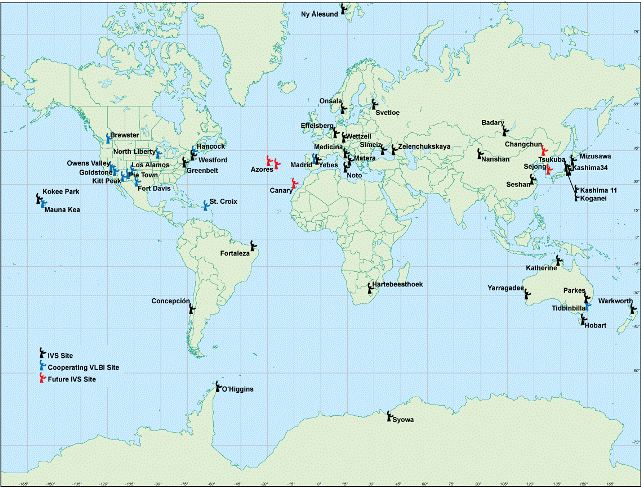 Ny Ålesund
Onsala
Svetloe
Effelsberg
Wettzell
Badary
Brewster
North Liberty
Hancock
Westford
Medicina
Simeiz
Zelenchukskaya
Changchun
Mizusawa
Owens Valley
Los Alamos
Greenbelt
Azores
Madrid
Yebes
Matera
Nanshan
Tsukuba
Kashima34
Goldstone
Pie Town
Noto
Sejong
Kitt Peak
Fort Davis
Canary
Seshan
Kashima 11
Koganei
Kokee Park
Mauna Kea
St. Croix
Fortaleza
Katherine
Hartebeesthoek
Yarragadee
Parkes
Warkworth
Concepción
Tidbinbilla
Hobart
IVS Site
Cooperating VLBI Site
Future IVS Site
O'Higgins
Syowa